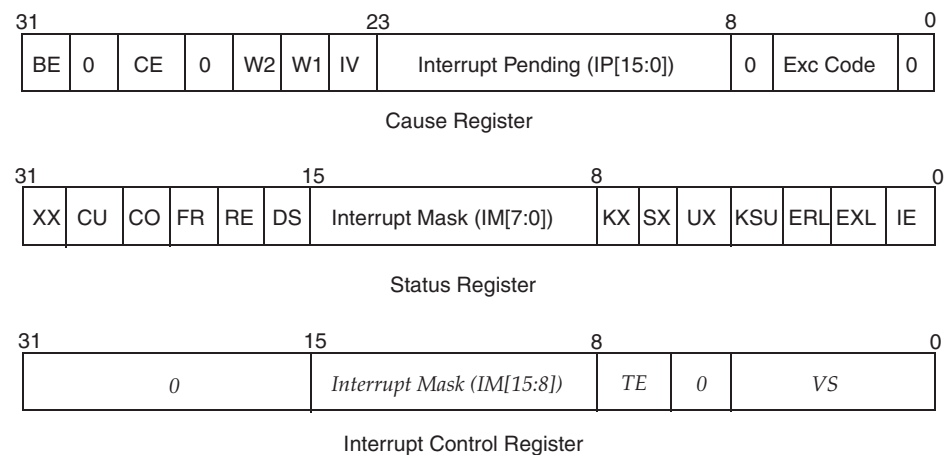 31 23 8 0
BE 0 CE 0 W2 W1 IV Interrupt Pending (IP[15:0]) 0 Exc Code 0
Cause Register
31 15 8 0
XX CU CO FR RE DS Interrupt Mask (IM[7:0]) KX SX UX KSU ERL EXL IE
Status Register
31 15 8 0
0 Interrupt Mask (IM[15:8]) TE 0 VS
Interrupt Control Register